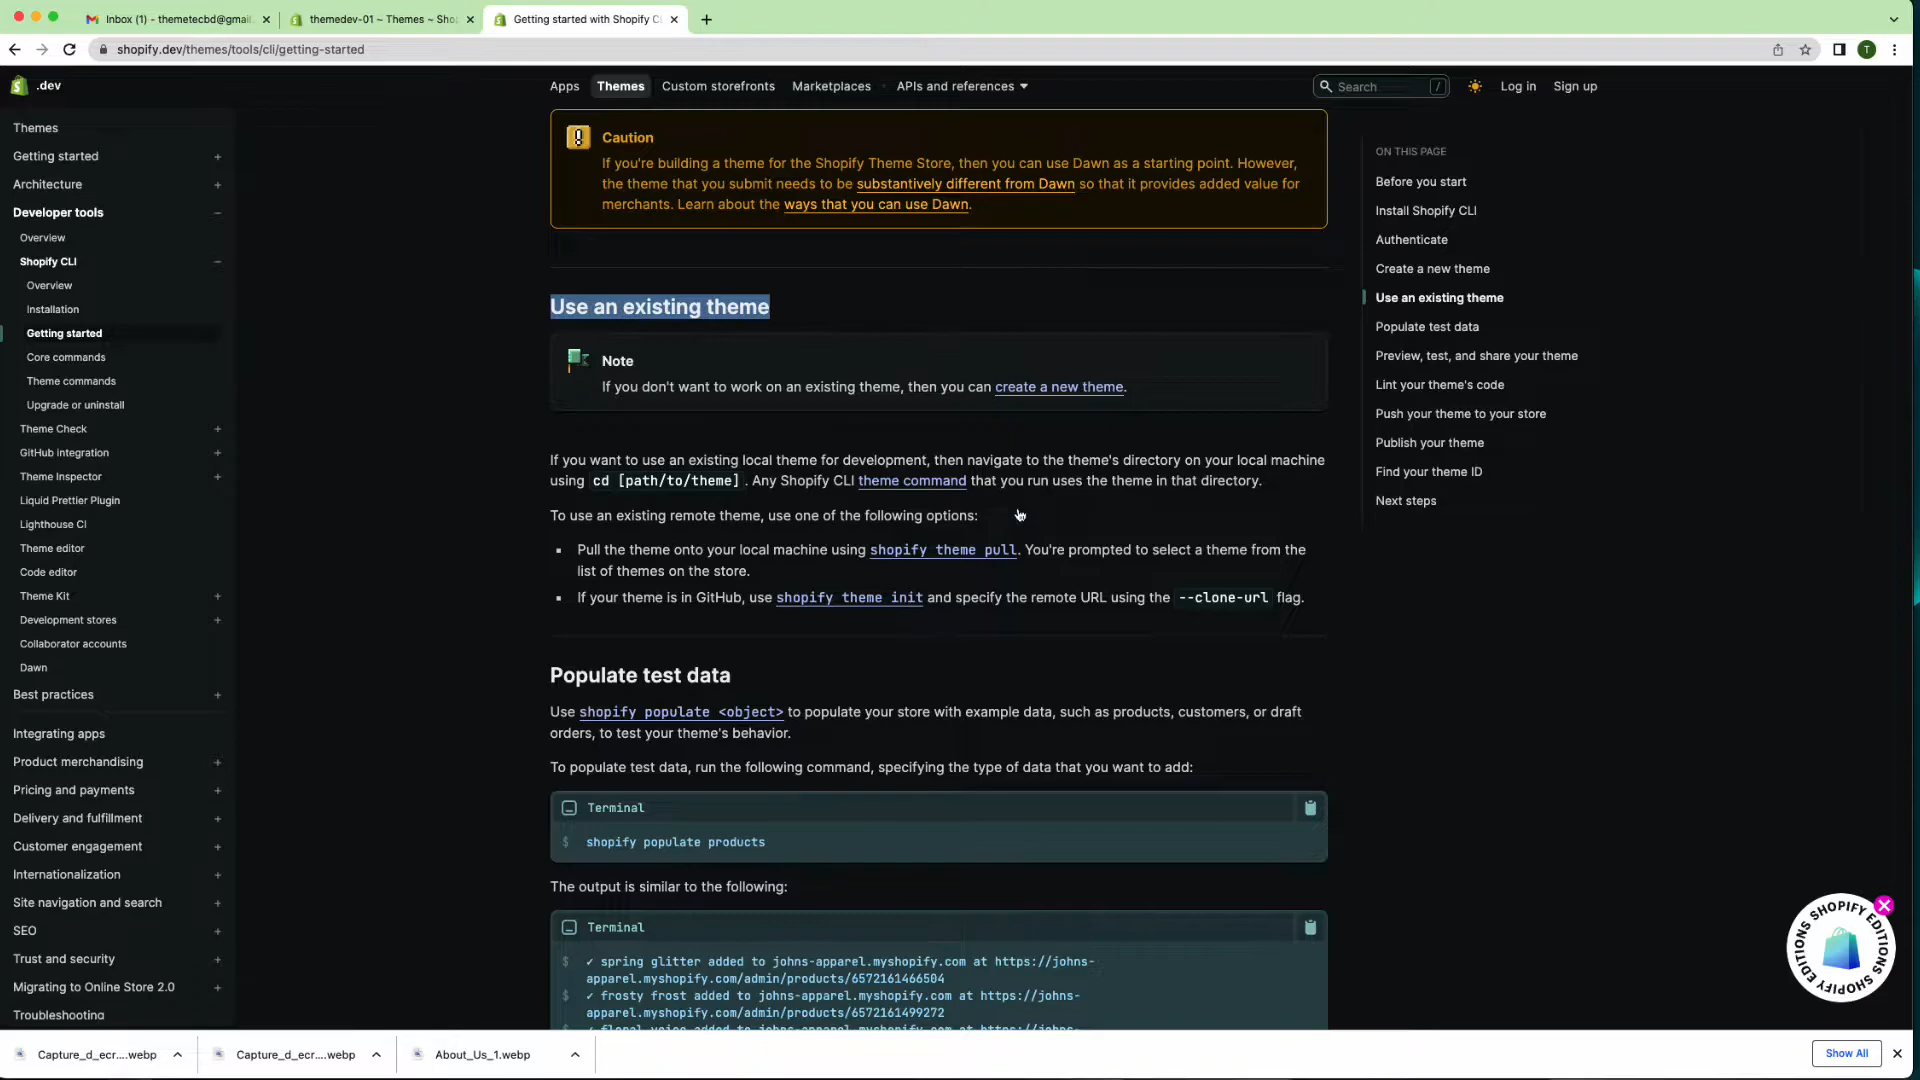 Inbox (1) - themetecbd@gmail.
themedev-01 ~ Themes ~ Sho
Getting started with Shopify C
shopify.dev/themes/tools/cli/getting-started
T
.dev
Apps
Themes
Custom storefronts
Marketplaces
APIs and references
Search
/
Log in
Sign up
Themes
Getting started
Architecture
Developer tools
Overview
Shopify CLI
Overview
Installation
Getting started
Core commands
Theme commands
Upgrade or uninstall
Theme Check
GitHub integration
Theme Inspector
Liquid Prettier Plugin
Lighthouse CI
Theme editor
Code editor
Theme Kit
Development stores
Collaborator accounts
Dawn
Best practices
Integrating apps
Product merchandising
Pricing and payments
Delivery and fulfillment
Customer engagement
Internationalization
Site navigation and search
SEO
Trust and security
Migrating to Online Store 2.0
Troubleshooting
Caution
If you're building a theme for the Shopify Theme Store, then you can use Dawn as a starting point. However,
the theme that you submit needs to be substantively different from Dawn so that it provides added value for
merchants. Learn about the ways that you can use Dawn.
Use an existing theme
Note
If you don't want to work on an existing theme, then you can create a new theme.
If you want to use an existing local theme for development, then navigate to the theme's directory on your local machine
using cd [path/to/theme]. Any Shopify CLI theme command that you run uses the theme in that directory.
To use an existing remote theme, use one of the following options:
▪ Pull the theme onto your local machine using shopify theme pull. You're prompted to select a theme from the
list of themes on the store.
▪ If your theme is in GitHub, use shopify theme init and specify the remote URL using the --clone-url flag.
Populate test data
Use shopify populate <object> to populate your store with example data, such as products, customers, or draft
orders, to test your theme's behavior.
To populate test data, run the following command, specifying the type of data that you want to add:
Terminal
$ shopify populate products
The output is similar to the following:
Terminal
$ ✓ spring glitter added to johns-apparel.myshopify.com at https://johns-
apparel.myshopify.com/admin/products/6572161466504
$ ✓ frosty frost added to johns-apparel.myshopify.com at https://johns-
apparel.myshopify.com/admin/products/6572161499272
$ ✓ floral voice added to johns-apparel.myshopify.com at https://johns-
ON THIS PAGE
Before you start
Install Shopify CLI
Authenticate
Create a new theme
Use an existing theme
Populate test data
Preview, test, and share your theme
Lint your theme's code
Push your theme to your store
Publish your theme
Find your theme ID
Next steps
SHOPIFY EDITIONS SHOPIFY EDITIONS
Capture_d_ecr....webp
Capture_d_ecr....webp
About_Us_1.webp
Show All